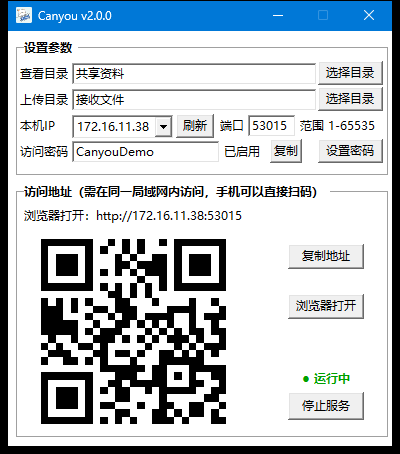 Canyou v2.0.0
设置参数
查看目录 共享资料 选择目录
上传目录 接收文件 选择目录
本机IP 172.16.11.38 刷新 端口 53015 范围 1-65535
访问密码 CanyouDemo 已启用 复制 设置密码
访问地址（需在同一局域网内访问，手机可以直接扫码）
浏览器打开：http://172.16.11.38:53015
复制地址
浏览器打开
● 运行中
停止服务